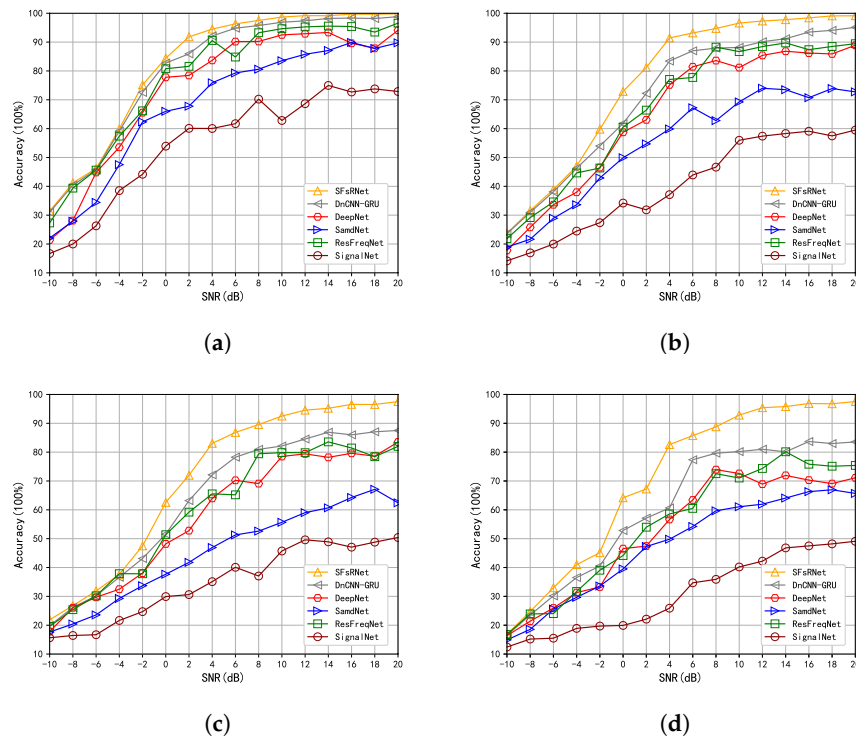 100
90
80
70
60
50
40
30
20
10
Accuracy (100%)
SFsRNet
DnCNN-GRU
DeepNet
SamdNet
ResFreqNet
SignalNet
−10 −8 −6 −4 −2 0 2 4 6 8 10 12 14 16 18 20
SNR (dB)
(a)
100
90
80
70
60
50
40
30
20
10
Accuracy (100%)
SFsRNet
DnCNN-GRU
DeepNet
SamdNet
ResFreqNet
SignalNet
−10 −8 −6 −4 −2 0 2 4 6 8 10 12 14 16 18 20
SNR (dB)
(b)
100
90
80
70
60
50
40
30
20
10
Accuracy (100%)
SFsRNet
DnCNN-GRU
DeepNet
SamdNet
ResFreqNet
SignalNet
−10 −8 −6 −4 −2 0 2 4 6 8 10 12 14 16 18 20
SNR (dB)
(c)
100
90
80
70
60
50
40
30
20
10
Accuracy (100%)
SFsRNet
DnCNN-GRU
DeepNet
SamdNet
ResFreqNet
SignalNet
−10 −8 −6 −4 −2 0 2 4 6 8 10 12 14 16 18 20
SNR (dB)
(d)